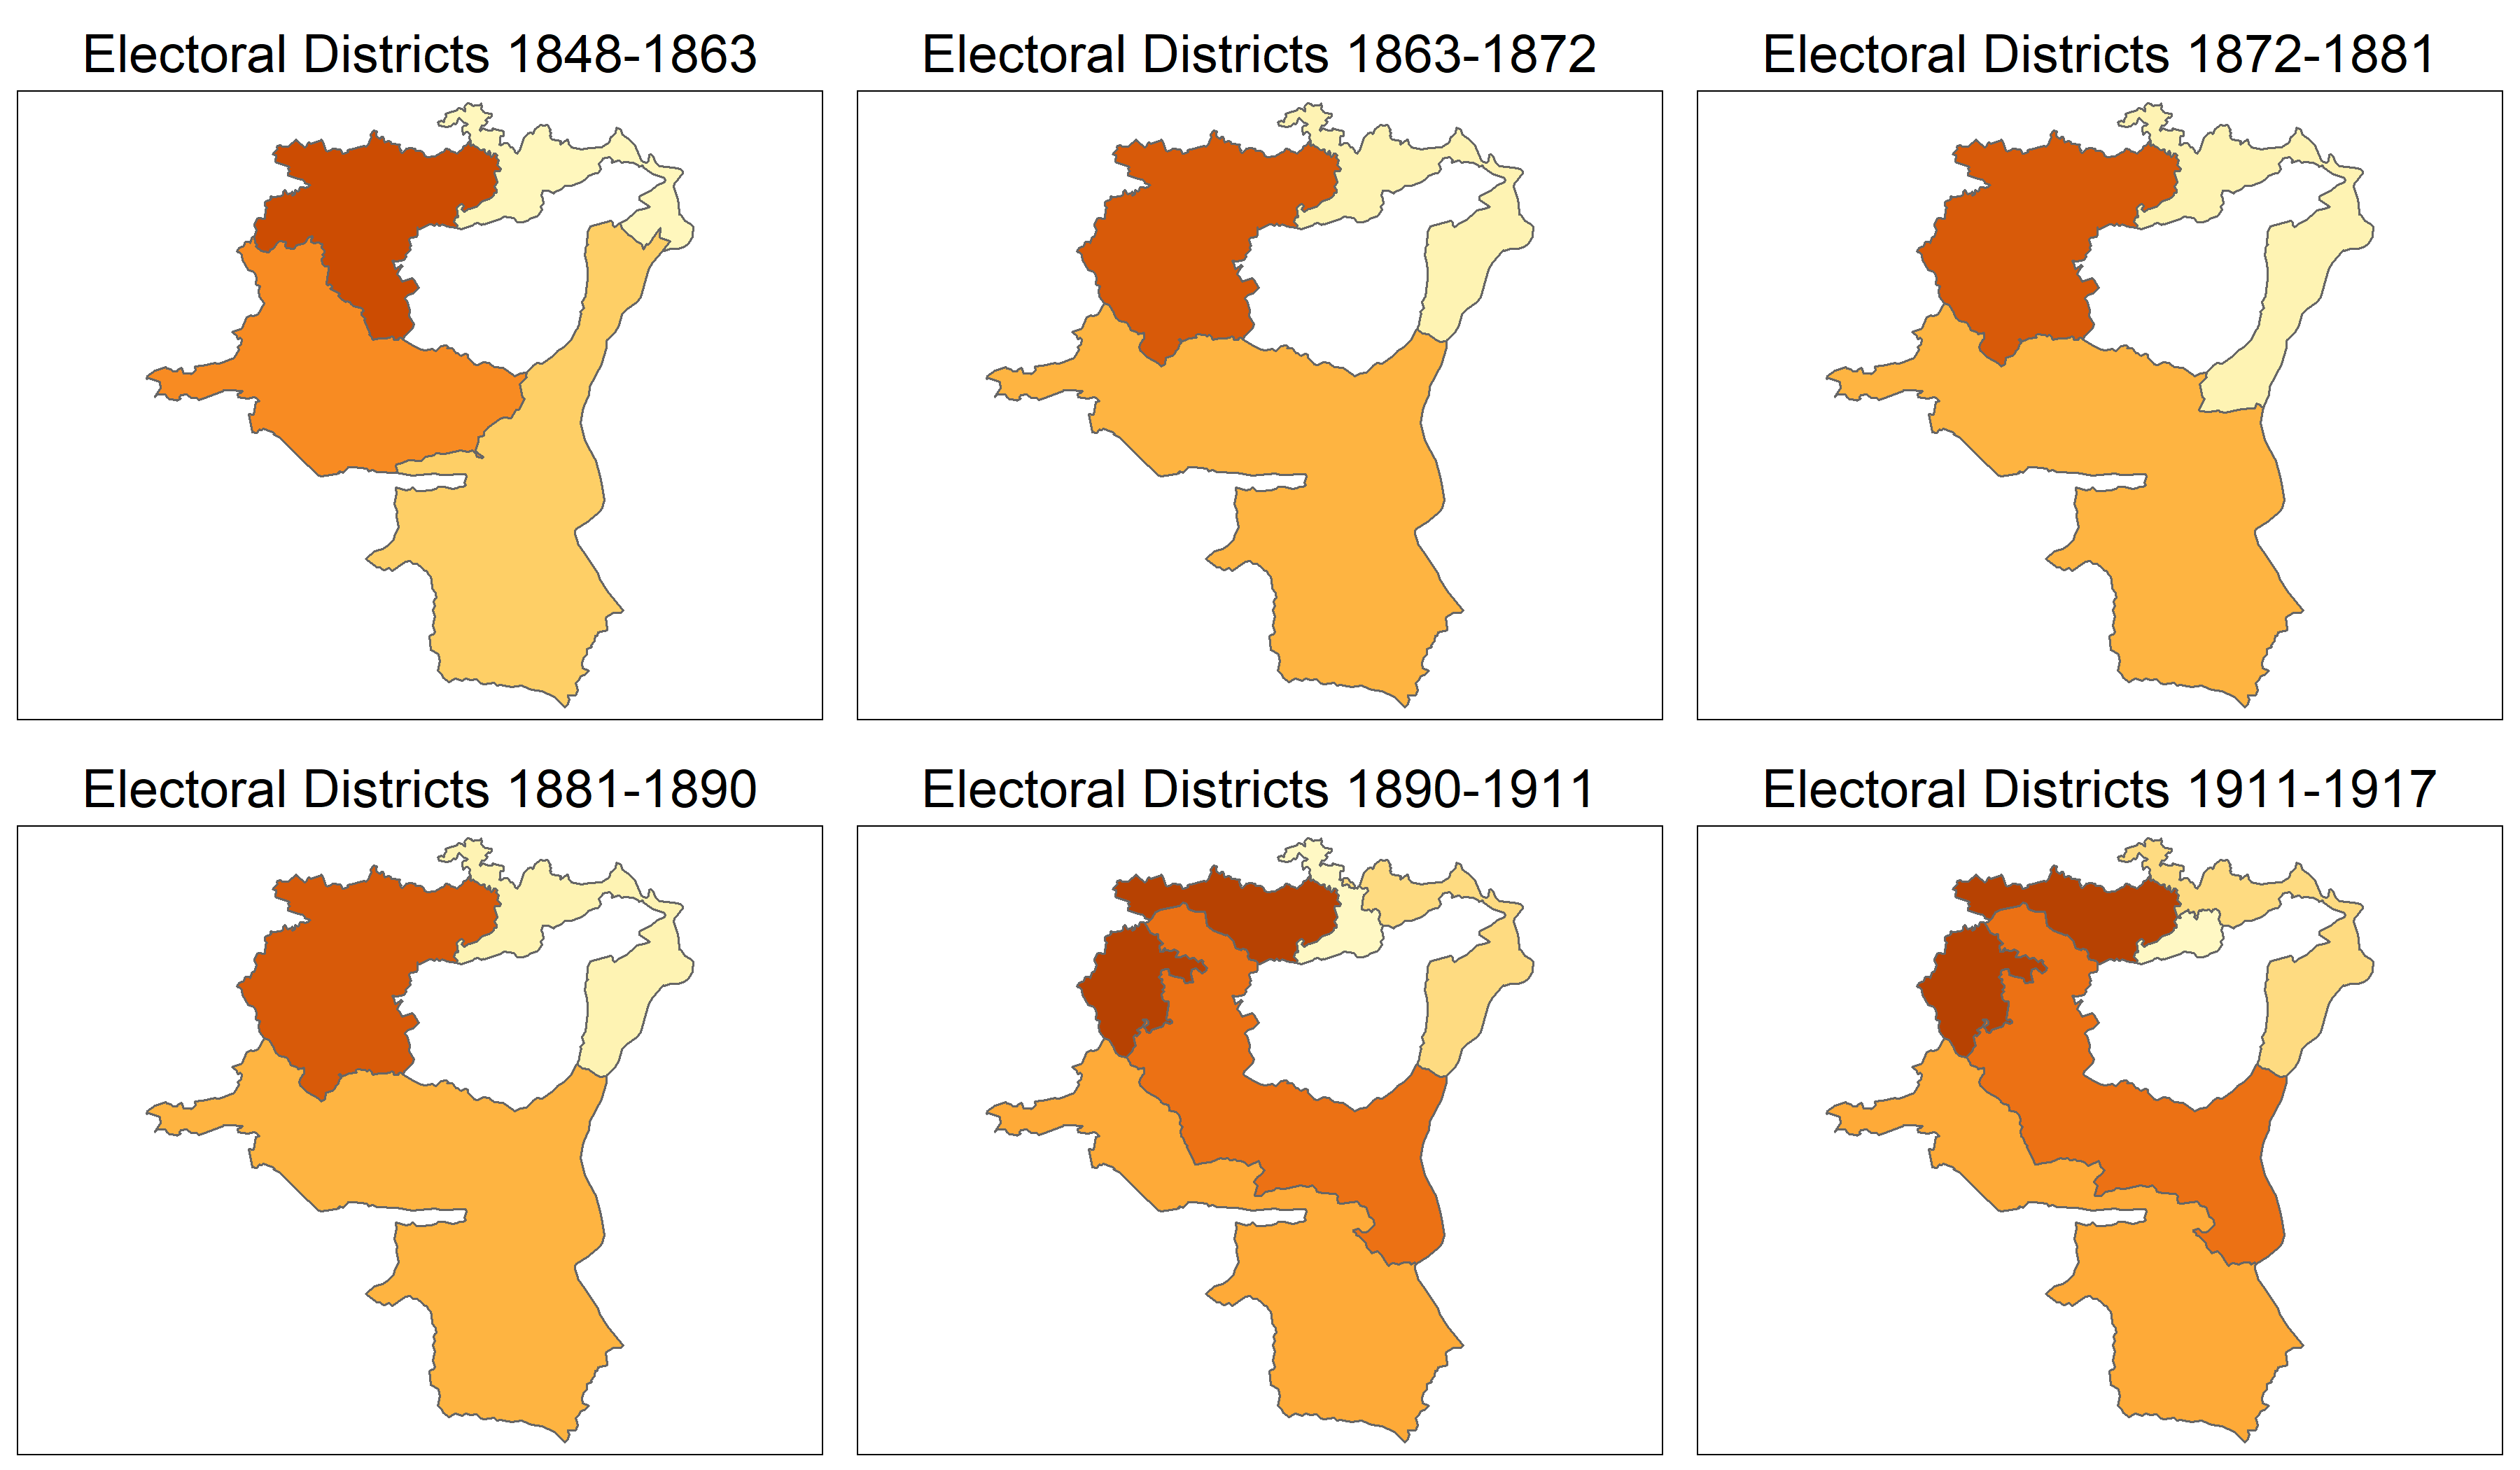 Electoral Districts 1848-1863
Electoral Districts 1863-1872
Electoral Districts 1872-1881
Electoral Districts 1881-1890
Electoral Districts 1890-1911
Electoral Districts 1911-1917